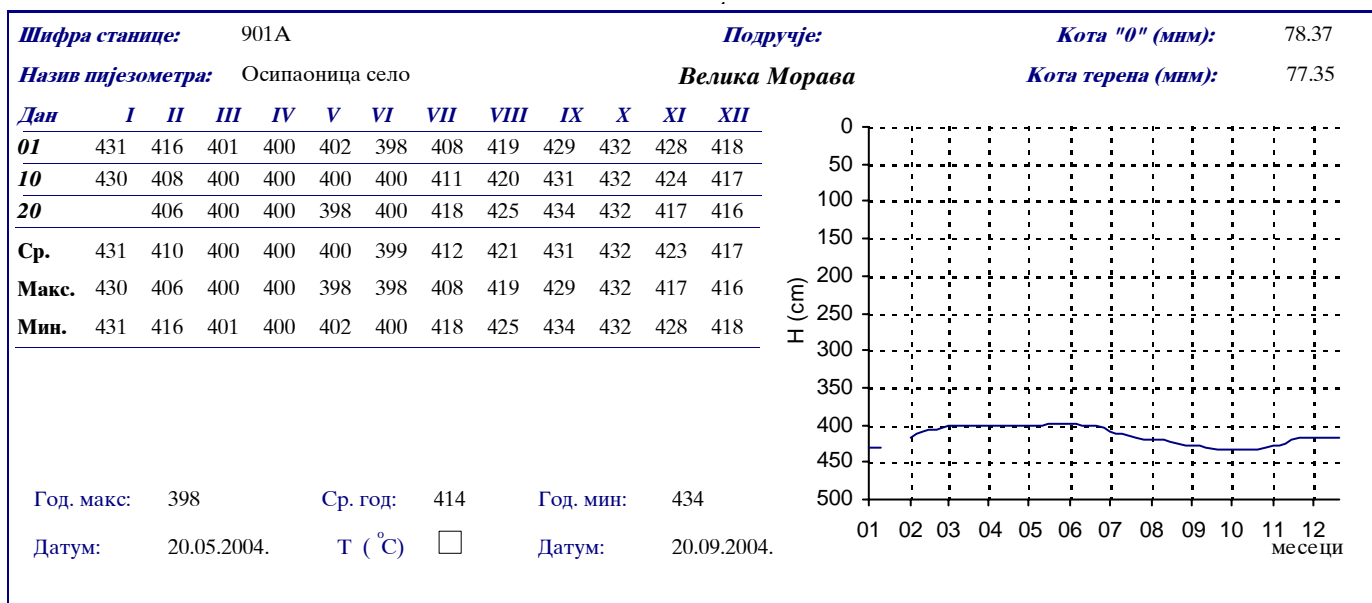 Шифра станице: 901А Подручје: Кота "0" (мнм): 78.37
Назив пијезометра: Осипаоница село Велика Морава Кота терена (мнм): 77.35
Дан I II III IV V VI VII VIII IX X XI XII
01 431 416 401 400 402 398 408 419 429 432 428 418
10 430 408 400 400 400 400 411 420 431 432 424 417
20 406 400 400 398 400 418 425 434 432 417 416
Ср. 431 410 400 400 400 399 412 421 431 432 423 417
Макс. 430 406 400 400 398 398 408 419 429 432 417 416
Мин. 431 416 401 400 402 400 418 425 434 432 428 418
0
50
100
150
200
250
300
350
400
450
500
H (cm)
01 02 03 04 05 06 07 08 09 10 11 12
месеци
Год. макс: 398 Ср. год: 414 Год. мин: 434
Датум: 20.05.2004. Т ( °C) Датум: 20.09.2004.